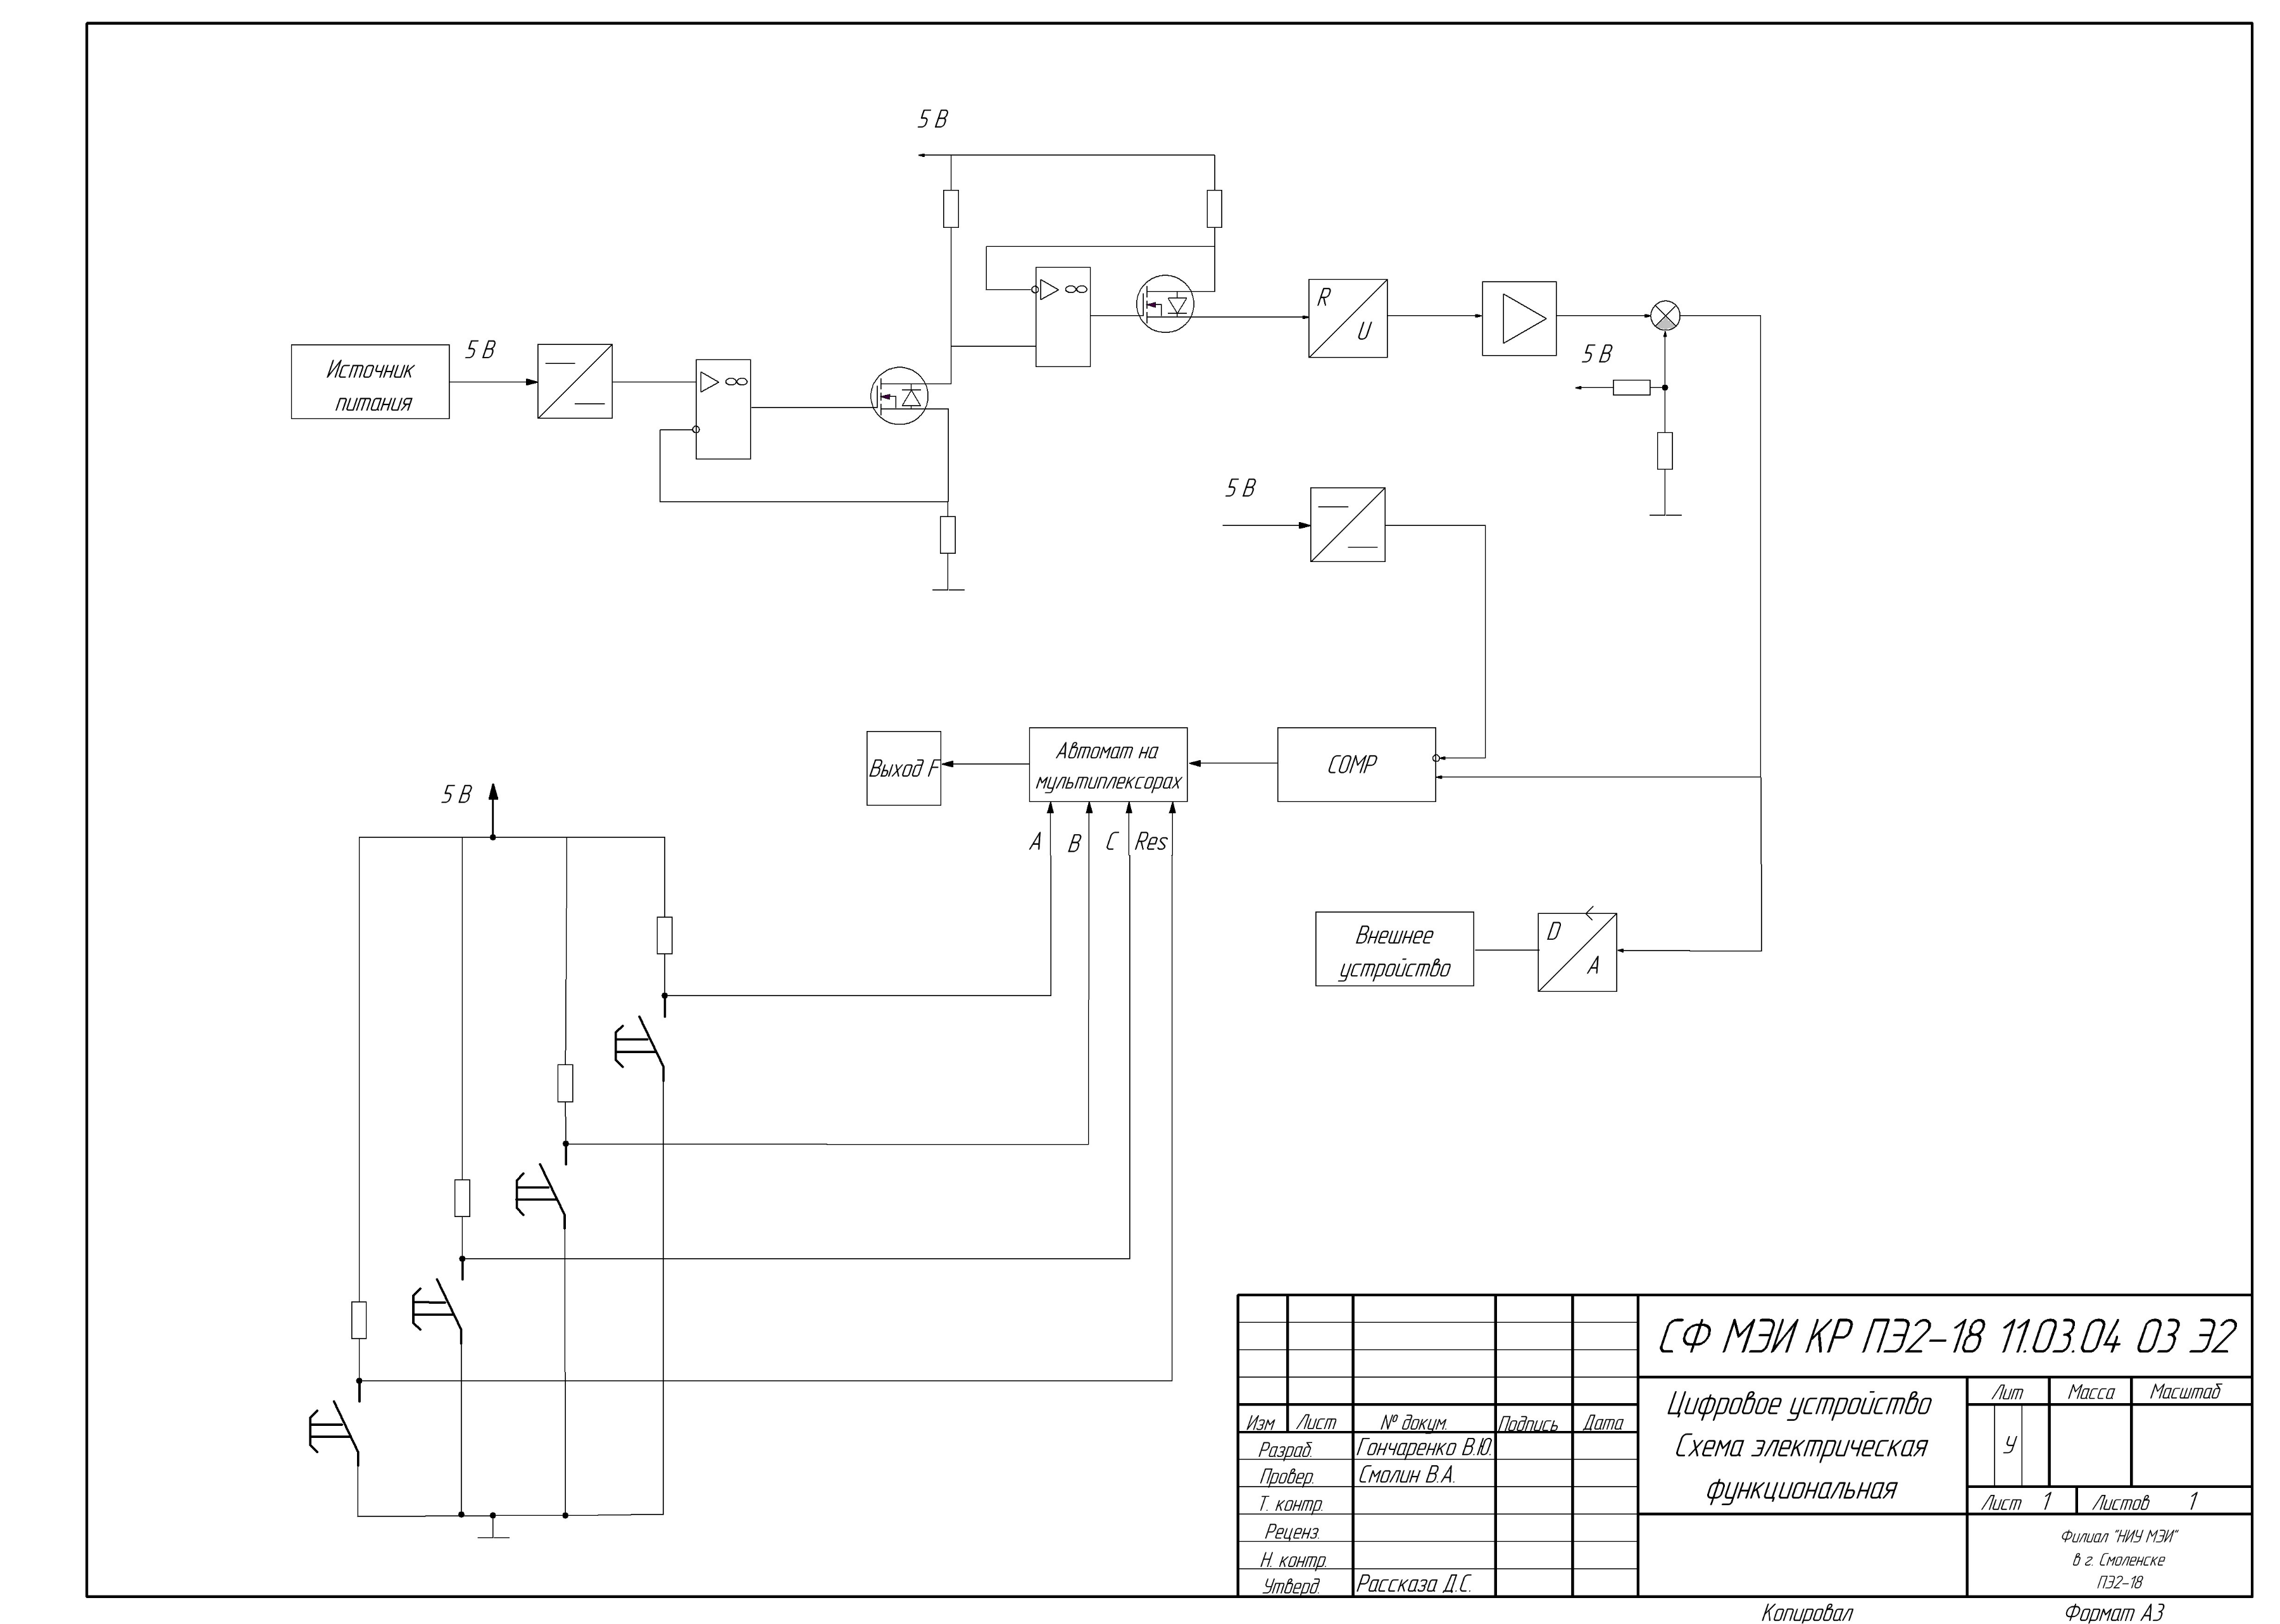 5 В
R
U
5 В
Источник
питания
5 В
∞
∞
5 В
Автомат на
мультиплексорах
COMP
Выход F
5 В
A
B
C
Res
Внешнее
устройство
D
A
СФ МЭИ КР ПЭ2-18 11.03.04 03 Э2
Цифровое устройство
Схема электрическая
функциональная
Лит
Масса
Масштаб
У
Лист 1
Листов 1
Изм
Лист
№ докум.
Подпись
Дата
Разраб.
Гончаренко В.Ю.
Провер.
Смолин В.А.
Т. контр.
Реценз.
Н. контр.
Утверд.
Рассказа Д.С.
Филиал "НИУ МЭИ"
в г. Смоленске
ПЭ2-18
Копировал
Формат А3